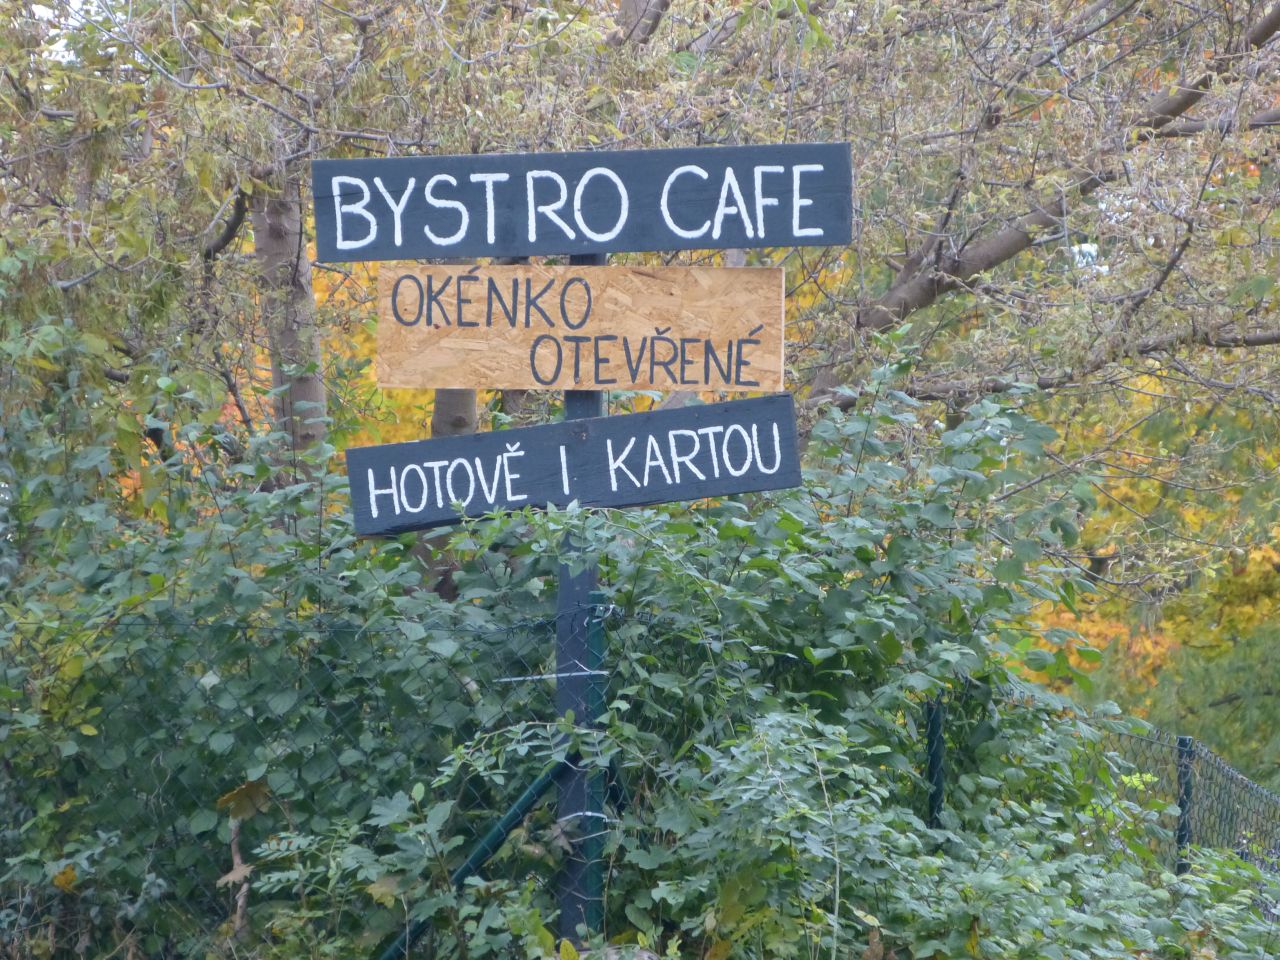 BYSTRO CAFE
OKÉNKO
OTEVŘENÉ
HOTOVĚ I KARTOU